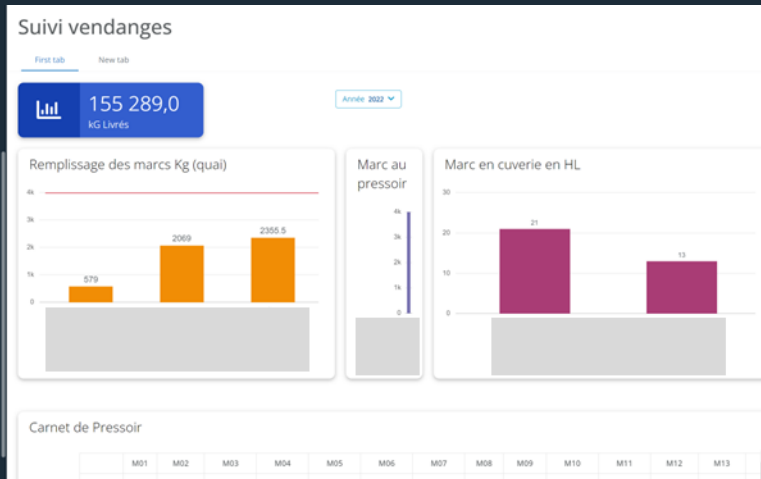 Suivi vendanges
First tab New tab
155 289,0
kG Livrés
Année 2022
Remplissage des marcs Kg (quai)
4k
3k
2k
1k
0
579
2069
2355.5
Marc au
pressoir
4k
3k
2k
1k
0
Marc en cuverie en HL
30
20
10
0
21
13
Carnet de Pressoir
M01 M02 M03 M04 M05 M06 M07 M08 M09 M10 M11 M12 M13